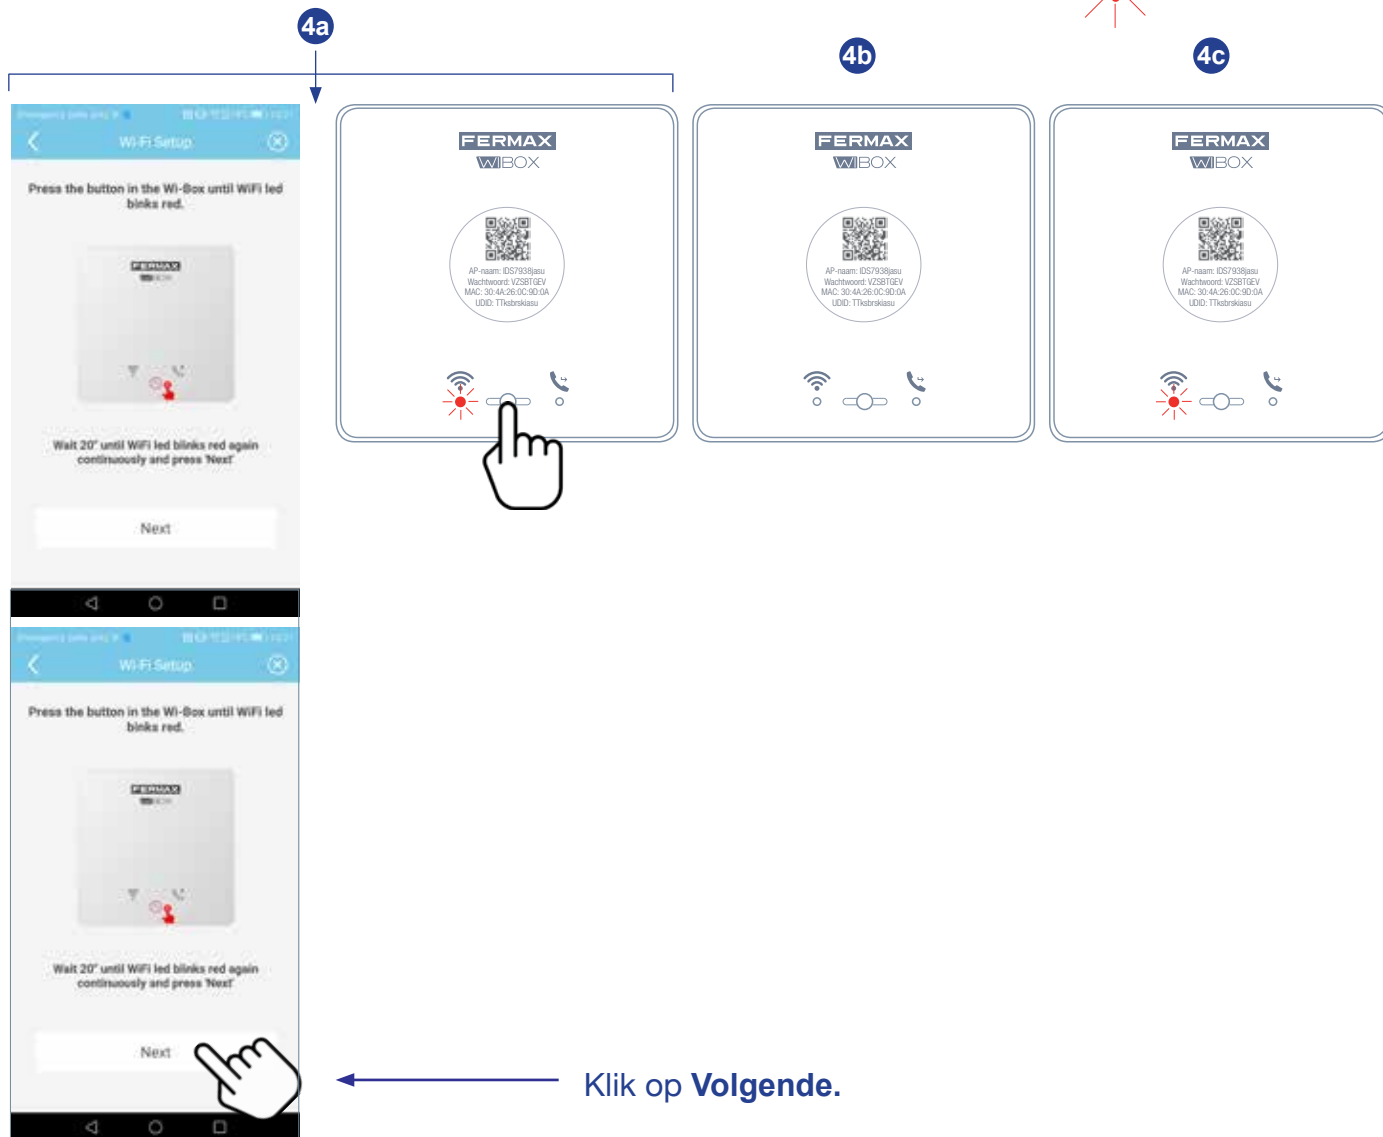 4a
4b
4c
Wi-Fi Setup
Press the button in the Wi-Box until WiFi led
binks red.
FERMAX
WIBOX
Wait 20" until WiFi led blinks red again
continuously and press 'Next'
Next
FERMAX
WIBOX
AP-naam: IDS7938jasu
Wachtwoord: VZSBTGEV
MAC: 30:4A:26:0C:9D:0A
UDID: TTksbrskiasu
FERMAX
WIBOX
AP-naam: IDS7938jasu
Wachtwoord: VZSBTGEV
MAC: 30:4A:26:0C:9D:0A
UDID: TTksbrskiasu
FERMAX
WIBOX
AP-naam: IDS7938jasu
Wachtwoord: VZSBTGEV
MAC: 30:4A:26:0C:9D:0A
UDID: TTksbrskiasu
Wi-Fi Setup
Press the button in the Wi-Box until WiFi led
binks red.
FERMAX
WIBOX
Wait 20" until WiFi led blinks red again
continuously and press 'Next'
Next
Klik op Volgende.